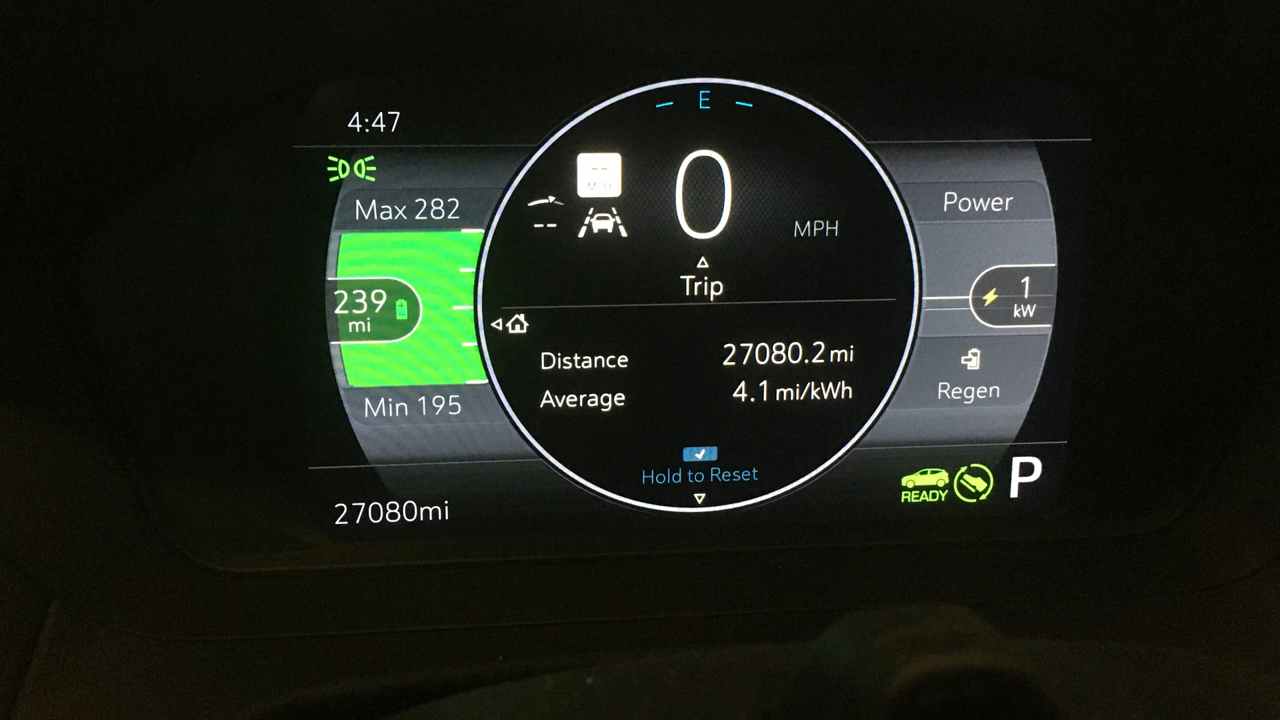 4:47
E
Max 282
-- MPH
0
MPH
Power
--
239
mi
1
kW
Trip
Distance 27080.2 mi
Average 4.1 mi/kWh
Min 195
Regen
Hold to Reset
27080mi
READY
P